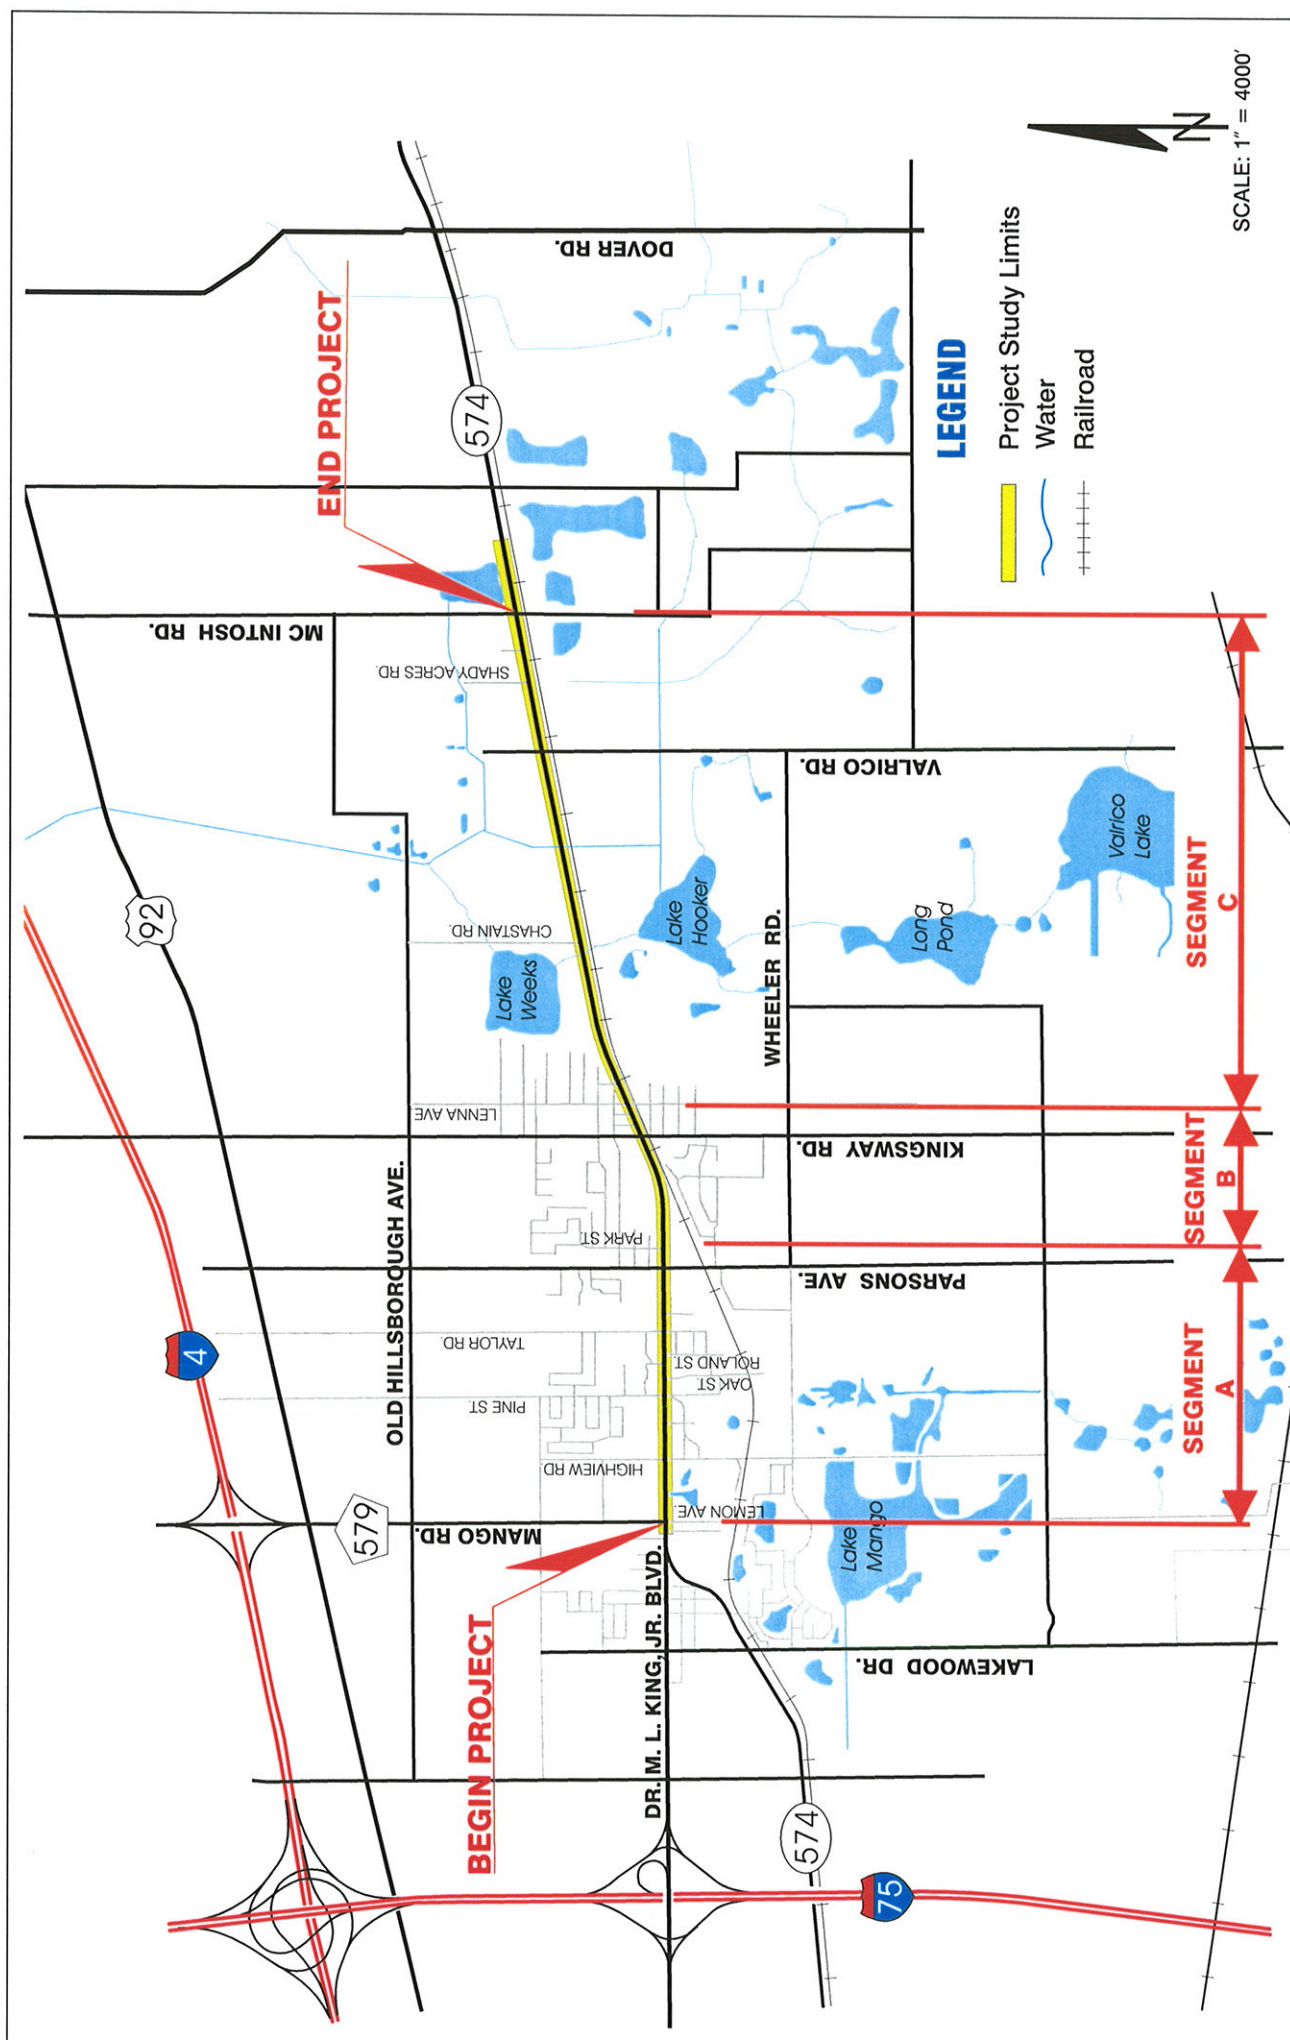 4
92
579
OLD HILLSBOROUGH AVE.
MC INTOSH RD.
END PROJECT
SHADY ACRES RD.
574
DOVER RD.
CHASTAIN RD.
Lake
Weeks
LENNA AVE.
PARK ST.
TAYLOR RD.
PINE ST.
HIGHVIEW RD.
MANGO RD.
BEGIN PROJECT
DR. M. L. KING, JR. BLVD.
LEMON AVE.
OAK ST.
ROLAND ST.
Lake
Hooker
WHEELER RD.
VALRICO RD.
KINGSWAY RD.
PARSONS AVE.
Long
Pond
Valrico
Lake
Lake
Mango
LAKEWOOD DR.
574
75
SEGMENT
A
SEGMENT
B
SEGMENT
C
LEGEND
Project Study Limits
Water
Railroad
N
SCALE: 1" = 4000'